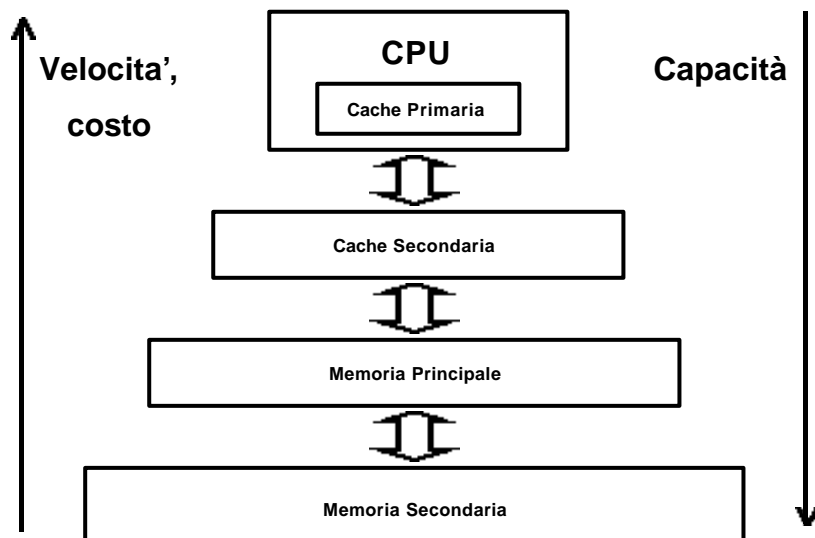 CPU
Velocita’,
costo
Capacità
Cache Primaria
Cache Secondaria
Memoria Principale
Memoria Secondaria